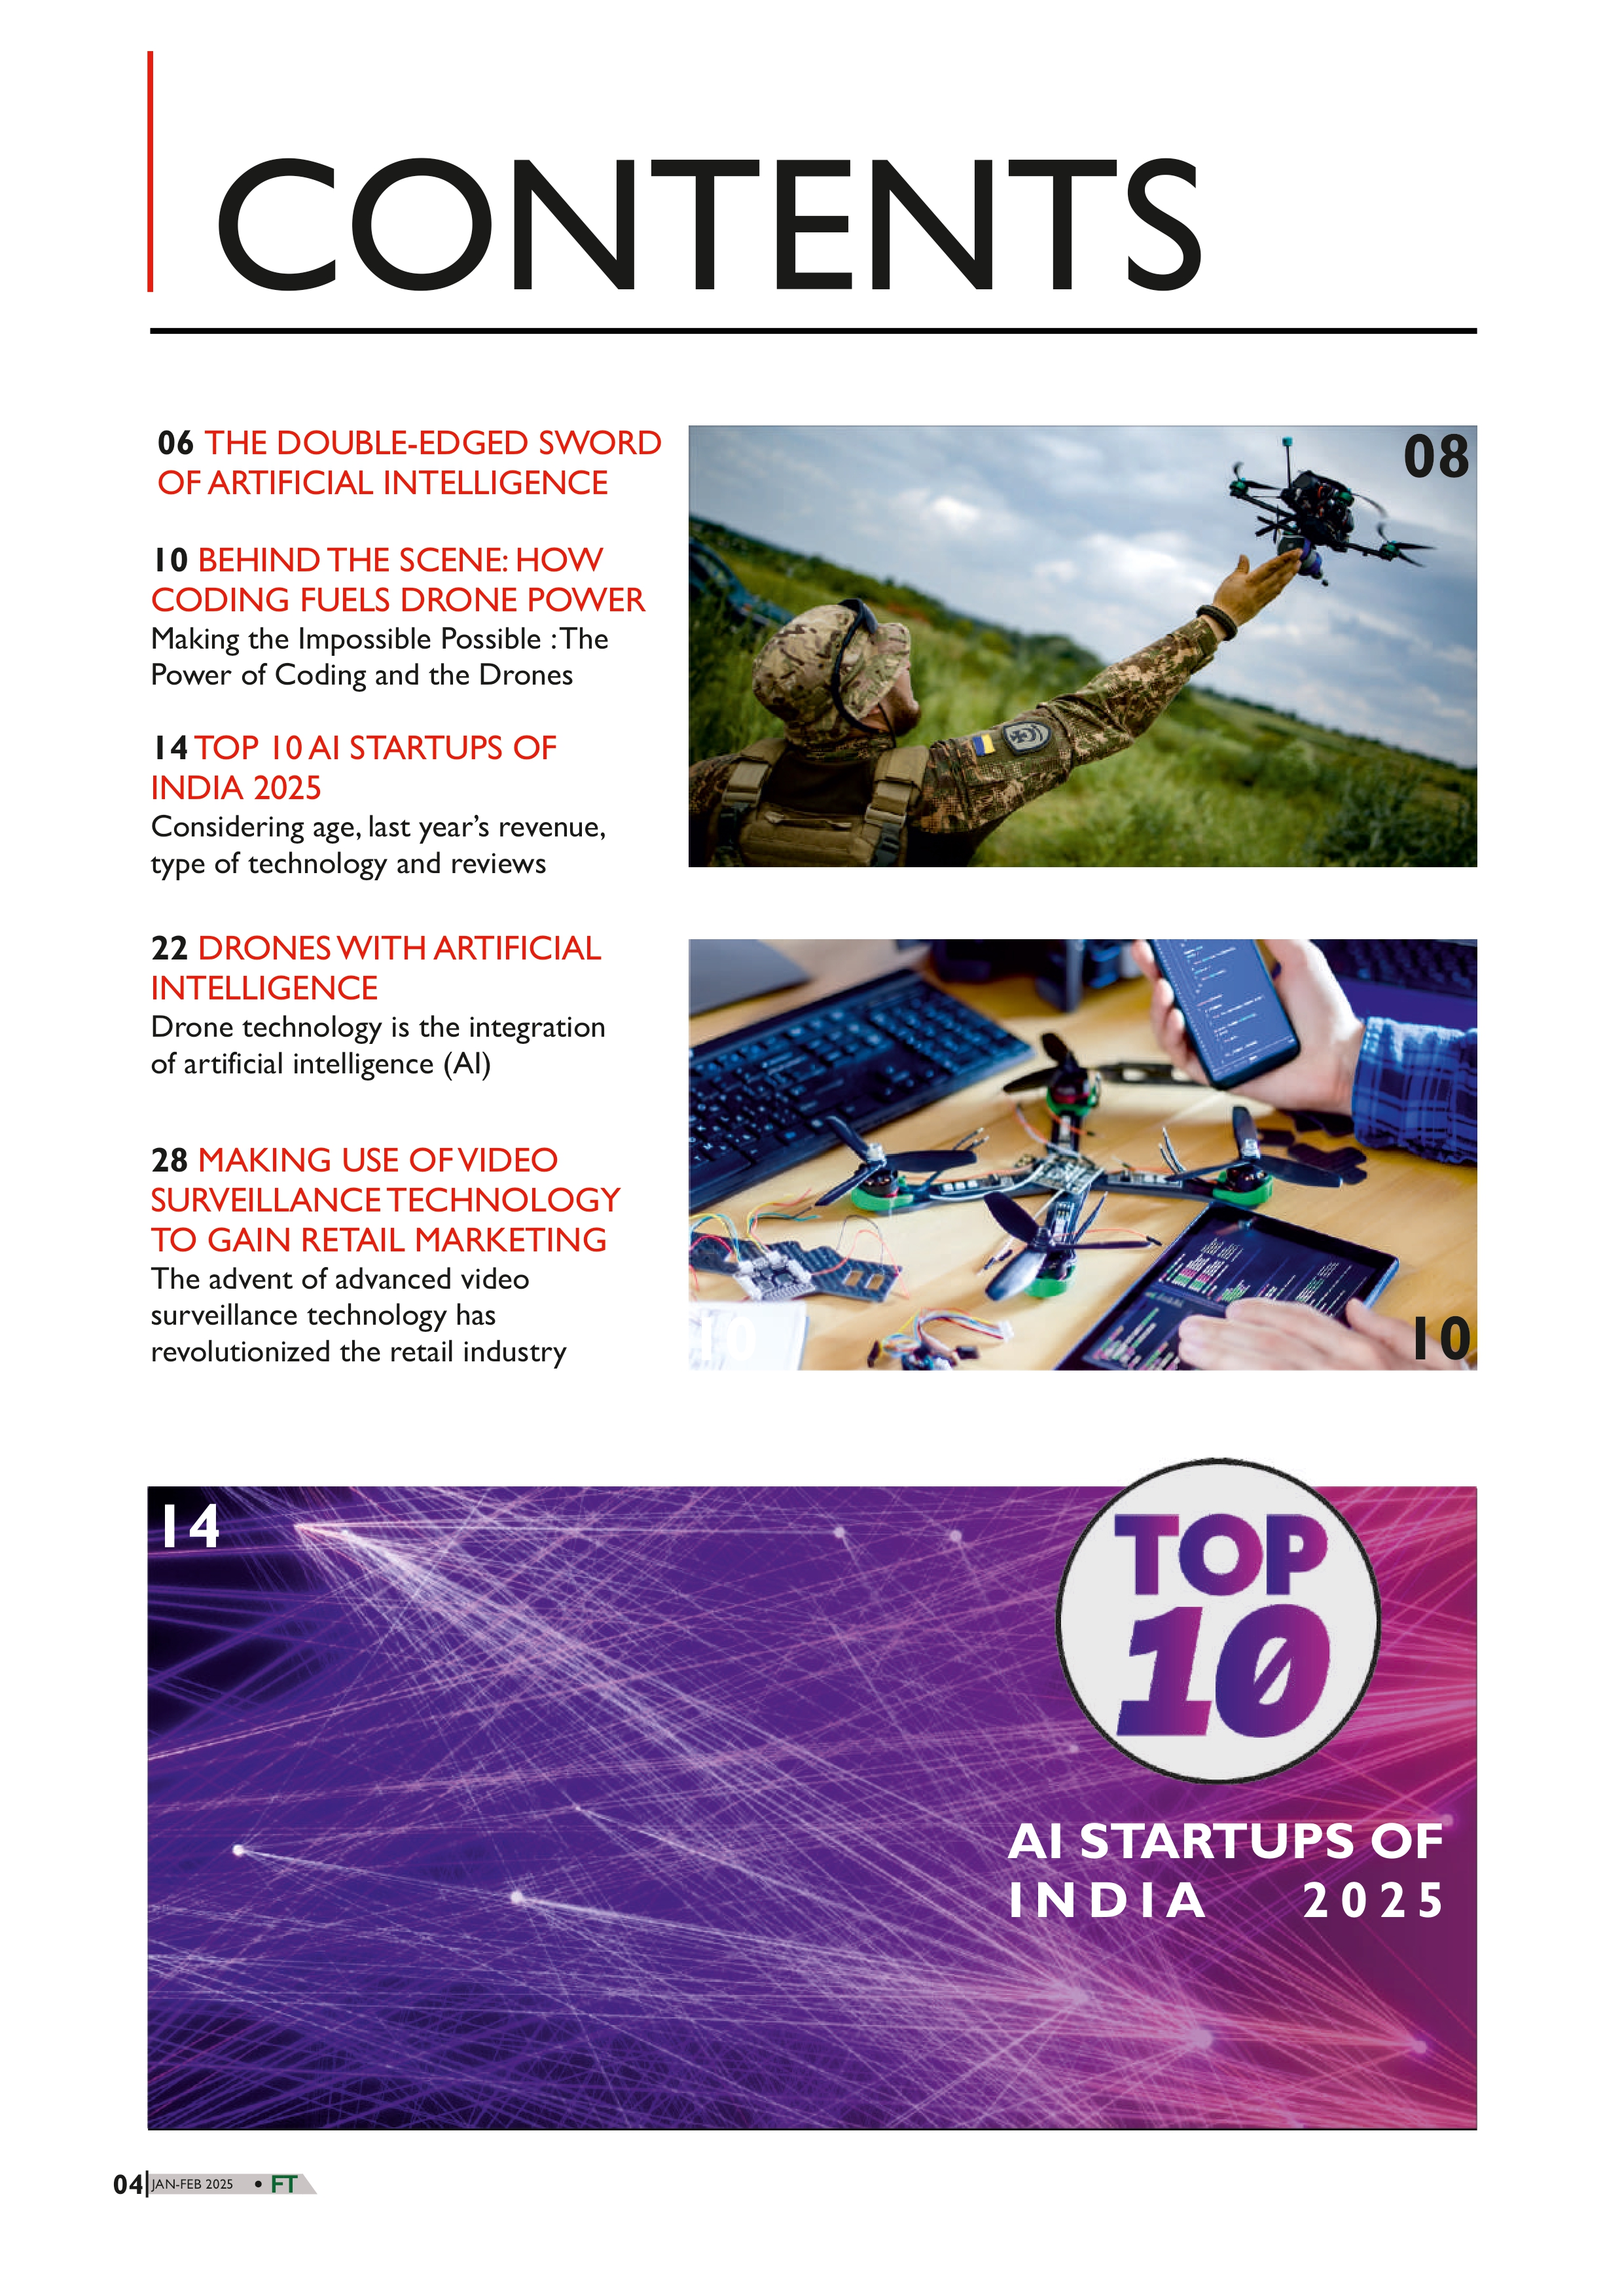 CONTENTS
06 THE DOUBLE-EDGED SWORD
OF ARTIFICIAL INTELLIGENCE
10 BEHIND THE SCENE: HOW
CODING FUELS DRONE POWER
Making the Impossible Possible : The
Power of Coding and the Drones
14 TOP 10 AI STARTUPS OF
INDIA 2025
Considering age, last year’s revenue,
type of technology and reviews
22 DRONES WITH ARTIFICIAL
INTELLIGENCE
Drone technology is the integration
of artificial intelligence (AI)
28 MAKING USE OF VIDEO
SURVEILLANCE TECHNOLOGY
TO GAIN RETAIL MARKETING
The advent of advanced video
surveillance technology has
revolutionized the retail industry
08
10
10
14
TOP
10
AI STARTUPS OF
INDIA 2025
04 JAN-FEB 2025 • FT